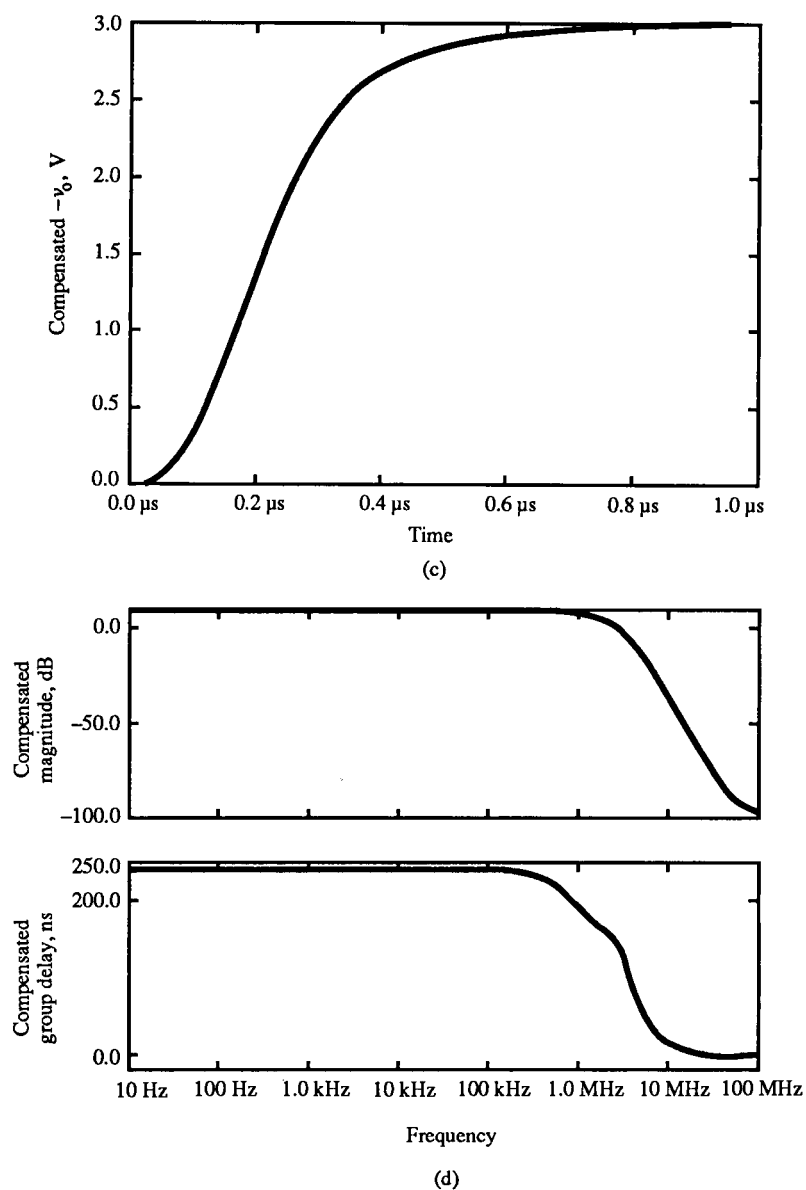 3.0
2.5
2.0
1.5
1.0
0.5
0.0
Compensated −v₀, V
0.0 μs
0.2 μs
0.4 μs
0.6 μs
0.8 μs
1.0 μs
Time
(c)
Compensated
magnitude, dB
0.0
−50.0
−100.0
Compensated
group delay, ns
250.0
200.0
0.0
10 Hz
100 Hz
1.0 kHz
10 kHz
100 kHz
1.0 MHz
10 MHz
100 MHz
Frequency
(d)